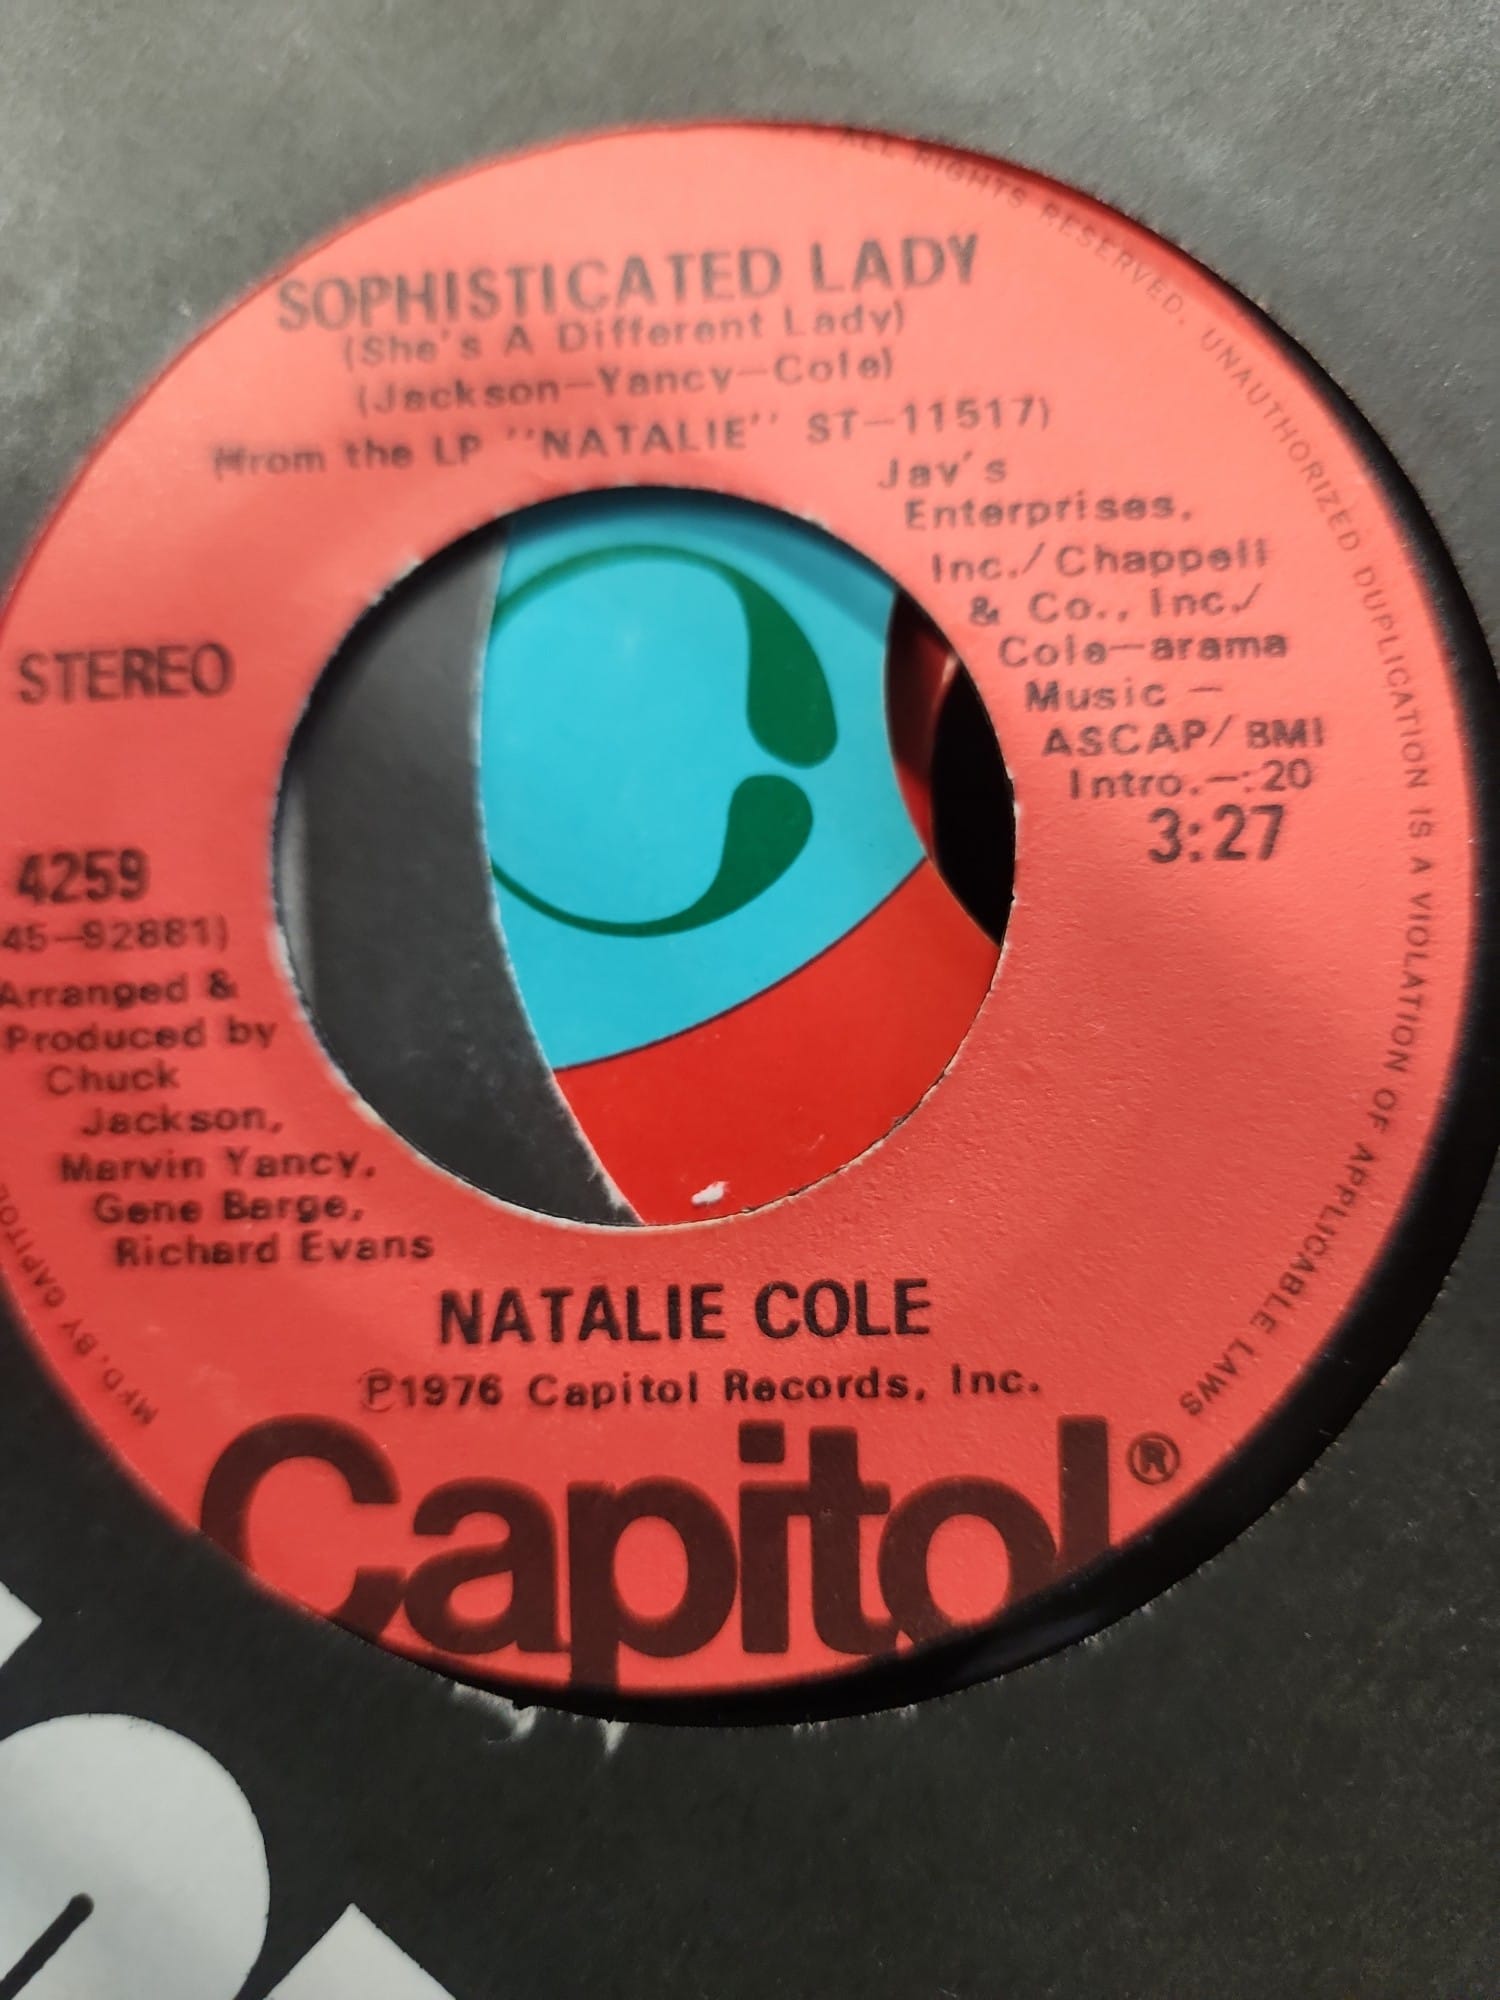 SOPHISTICATED LADY
(She's A Different Lady)
(Jackson—Yancy—Cole)
(from the LP "NATALIE" ST—11517)
Jay's
Enterprises,
Inc./Chappell
& Co., Inc./
Cole—arama
Music —
ASCAP/BMI
Intro.—:20
3:27
STEREO
4259
45—92881)
Arranged &
Produced by
Chuck
Jackson,
Marvin Yancy,
Gene Barge,
Richard Evans
NATALIE COLE
℗1976 Capitol Records, Inc.
Capitol®
MFD. BY CAPITOL
ALL RIGHTS RESERVED. UNAUTHORIZED DUPLICATION IS A VIOLATION OF APPLICABLE LAWS